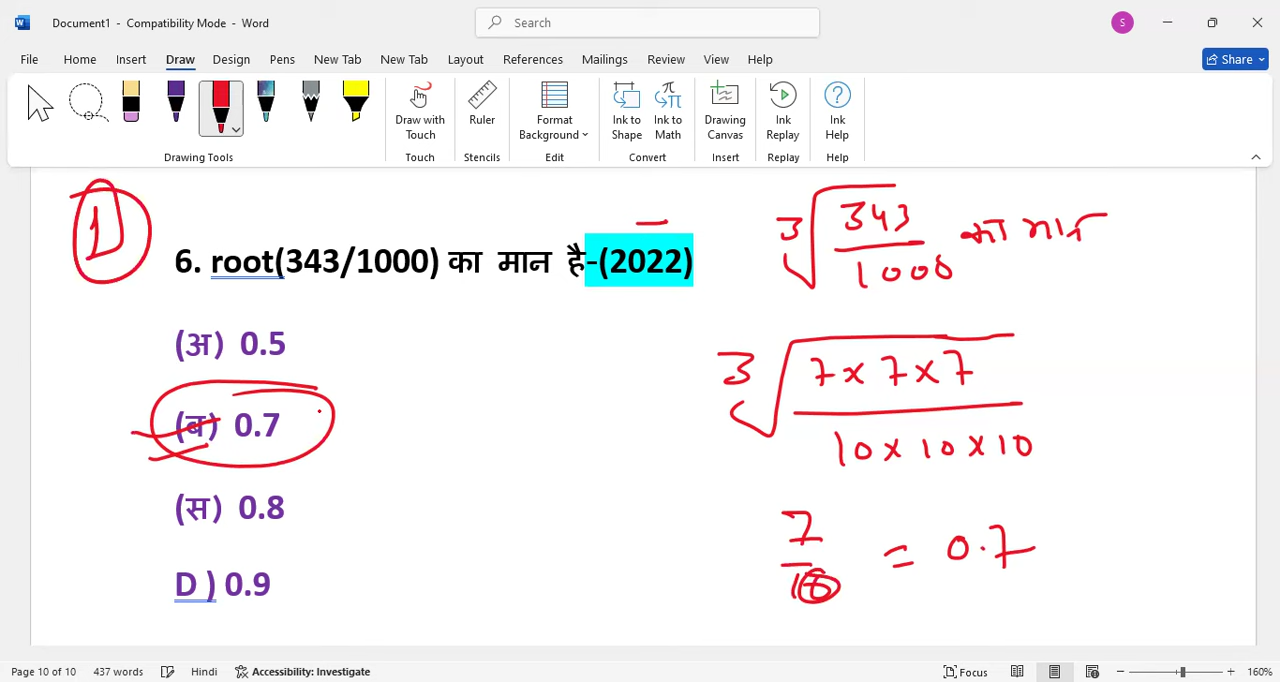 Document1 - Compatibility Mode - Word
Search
S
File Home Insert Draw Design Pens New Tab New Tab Layout References Mailings Review View Help Share
Draw with Touch
Ruler
Format Background
Ink to Shape
Ink to Math
Drawing Canvas
Ink Replay
Ink Help
Drawing Tools Touch Stencils Edit Convert Insert Replay Help
1
6. root(343/1000) का मान है-(2022)
3√343/1000 का मान
(अ) 0.5
3√7×7×7
10×10×10
(ब) 0.7
(स) 0.8
7/10 = 0.7
D ) 0.9
Page 10 of 10 437 words Hindi Accessibility: Investigate Focus 160%